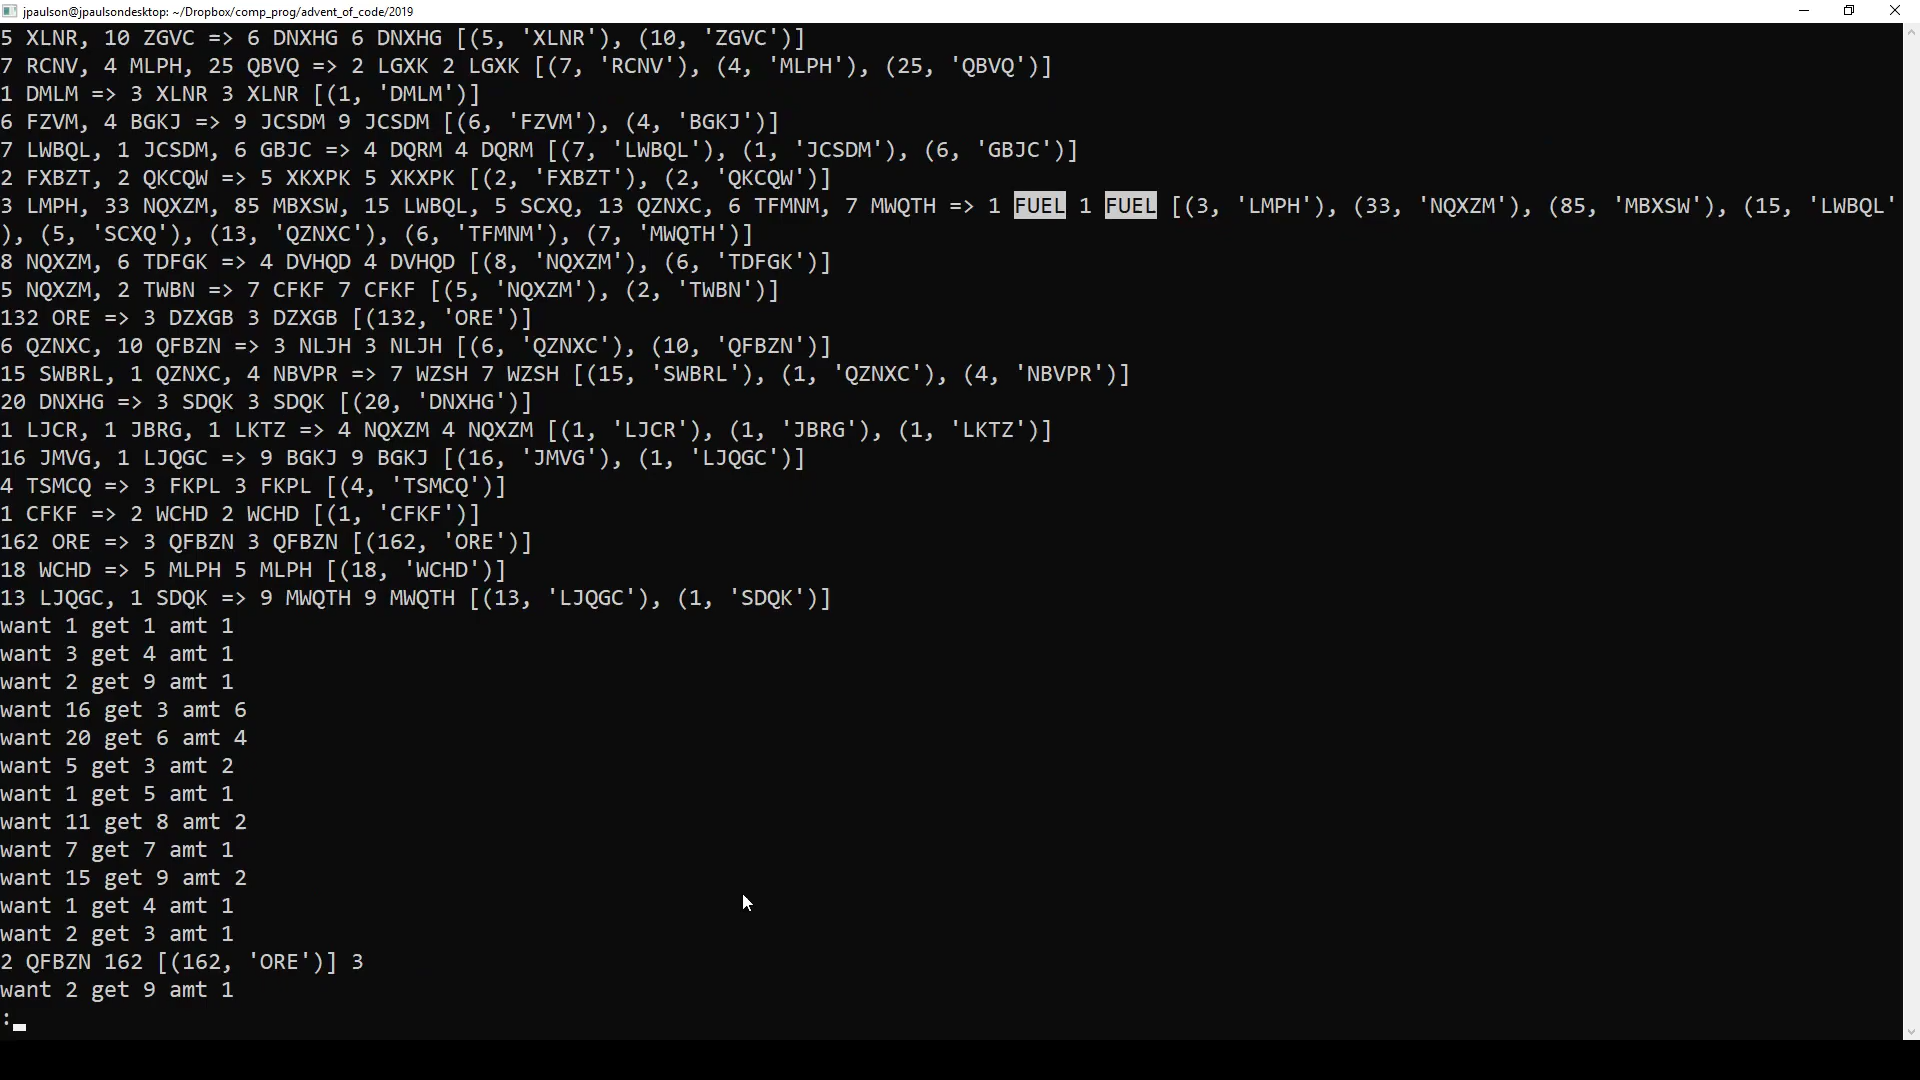 jpaulson@jpaulsondesktop: ~/Dropbox/comp_prog/advent_of_code/2019
5 XLNR, 10 ZGVC => 6 DNXHG 6 DNXHG [(5, 'XLNR'), (10, 'ZGVC')]
7 RCNV, 4 MLPH, 25 QBVQ => 2 LGXK 2 LGXK [(7, 'RCNV'), (4, 'MLPH'), (25, 'QBVQ')]
1 DMLM => 3 XLNR 3 XLNR [(1, 'DMLM')]
6 FZVM, 4 BGKJ => 9 JCSDM 9 JCSDM [(6, 'FZVM'), (4, 'BGKJ')]
7 LWBQL, 1 JCSDM, 6 GBJC => 4 DQRM 4 DQRM [(7, 'LWBQL'), (1, 'JCSDM'), (6, 'GBJC')]
2 FXBZT, 2 QKCQW => 5 XKXPK 5 XKXPK [(2, 'FXBZT'), (2, 'QKCQW')]
3 LMPH, 33 NQXZM, 85 MBXSW, 15 LWBQL, 5 SCXQ, 13 QZNXC, 6 TFMNM, 7 MWQTH => 1 FUEL 1 FUEL [(3, 'LMPH'), (33, 'NQXZM'), (85, 'MBXSW'), (15, 'LWBQL'
), (5, 'SCXQ'), (13, 'QZNXC'), (6, 'TFMNM'), (7, 'MWQTH')]
8 NQXZM, 6 TDFGK => 4 DVHQD 4 DVHQD [(8, 'NQXZM'), (6, 'TDFGK')]
5 NQXZM, 2 TWBN => 7 CFKF 7 CFKF [(5, 'NQXZM'), (2, 'TWBN')]
132 ORE => 3 DZXGB 3 DZXGB [(132, 'ORE')]
6 QZNXC, 10 QFBZN => 3 NLJH 3 NLJH [(6, 'QZNXC'), (10, 'QFBZN')]
15 SWBRL, 1 QZNXC, 4 NBVPR => 7 WZSH 7 WZSH [(15, 'SWBRL'), (1, 'QZNXC'), (4, 'NBVPR')]
20 DNXHG => 3 SDQK 3 SDQK [(20, 'DNXHG')]
1 LJCR, 1 JBRG, 1 LKTZ => 4 NQXZM 4 NQXZM [(1, 'LJCR'), (1, 'JBRG'), (1, 'LKTZ')]
16 JMVG, 1 LJQGC => 9 BGKJ 9 BGKJ [(16, 'JMVG'), (1, 'LJQGC')]
4 TSMCQ => 3 FKPL 3 FKPL [(4, 'TSMCQ')]
1 CFKF => 2 WCHD 2 WCHD [(1, 'CFKF')]
162 ORE => 3 QFBZN 3 QFBZN [(162, 'ORE')]
18 WCHD => 5 MLPH 5 MLPH [(18, 'WCHD')]
13 LJQGC, 1 SDQK => 9 MWQTH 9 MWQTH [(13, 'LJQGC'), (1, 'SDQK')]
want 1 get 1 amt 1
want 3 get 4 amt 1
want 2 get 9 amt 1
want 16 get 3 amt 6
want 20 get 6 amt 4
want 5 get 3 amt 2
want 1 get 5 amt 1
want 11 get 8 amt 2
want 7 get 7 amt 1
want 15 get 9 amt 2
want 1 get 4 amt 1
want 2 get 3 amt 1
2 QFBZN 162 [(162, 'ORE')] 3
want 2 get 9 amt 1
: